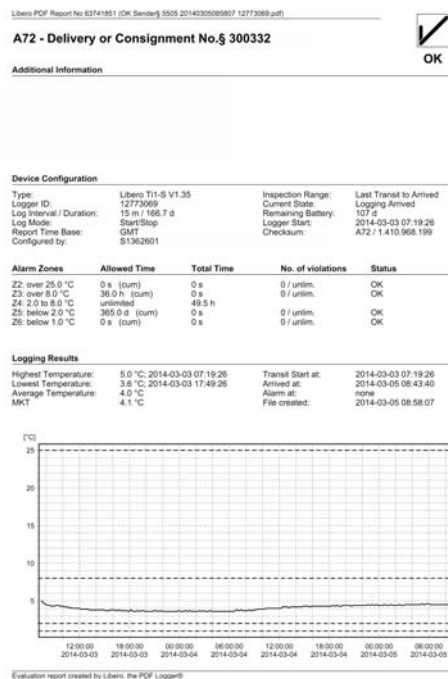 Libero PDF Report No 63741851 (OK Sender§ 5505 20140305085807 12773069.pdf)
A72 - Delivery or Consignment No.§ 300332
OK
Additional Information
Device Configuration
Type: Libero Ti1-S V1.35 Inspection Range: Last Transit to Arrived
Logger ID: 12773069 Current State: Logging Arrived
Log Interval / Duration: 15 m / 166.7 d Remaining Battery: 107 d
Log Mode: Start/Stop Logger Start: 2014-03-03 07:19:26
Report Time Base: GMT Checksum: A72 / 1.410.968.199
Configured by: S1362601
Alarm Zones Allowed Time Total Time No. of violations Status
Z2: over 25.0 °C 0 s (cum) 0 s 0 / unlim. OK
Z3: over 8.0 °C 36.0 h (cum) 0 s 0 / unlim. OK
Z4: 2.0 to 8.0 °C unlimited 49.5 h
Z5: below 2.0 °C 365.0 d (cum) 0 s 0 / unlim. OK
Z6: below 1.0 °C 0 s (cum) 0 s 0 / unlim. OK
Logging Results
Highest Temperature: 5.0 °C; 2014-03-03 07:19:26 Transit Start at: 2014-03-03 07:19:26
Lowest Temperature: 3.6 °C; 2014-03-03 17:49:26 Arrived at: 2014-03-05 08:43:40
Average Temperature: 4.0 °C Alarm at: none
MKT 4.1 °C File created: 2014-03-05 08:58:07
[°C]
25
20
15
10
5
12:00:00 18:00:00 00:00:00 06:00:00 12:00:00 18:00:00 00:00:00 06:00:00
2014-03-03 2014-03-03 2014-03-04 2014-03-04 2014-03-04 2014-03-04 2014-03-05 2014-03-05
Evaluation report created by Libero, the PDF Logger®